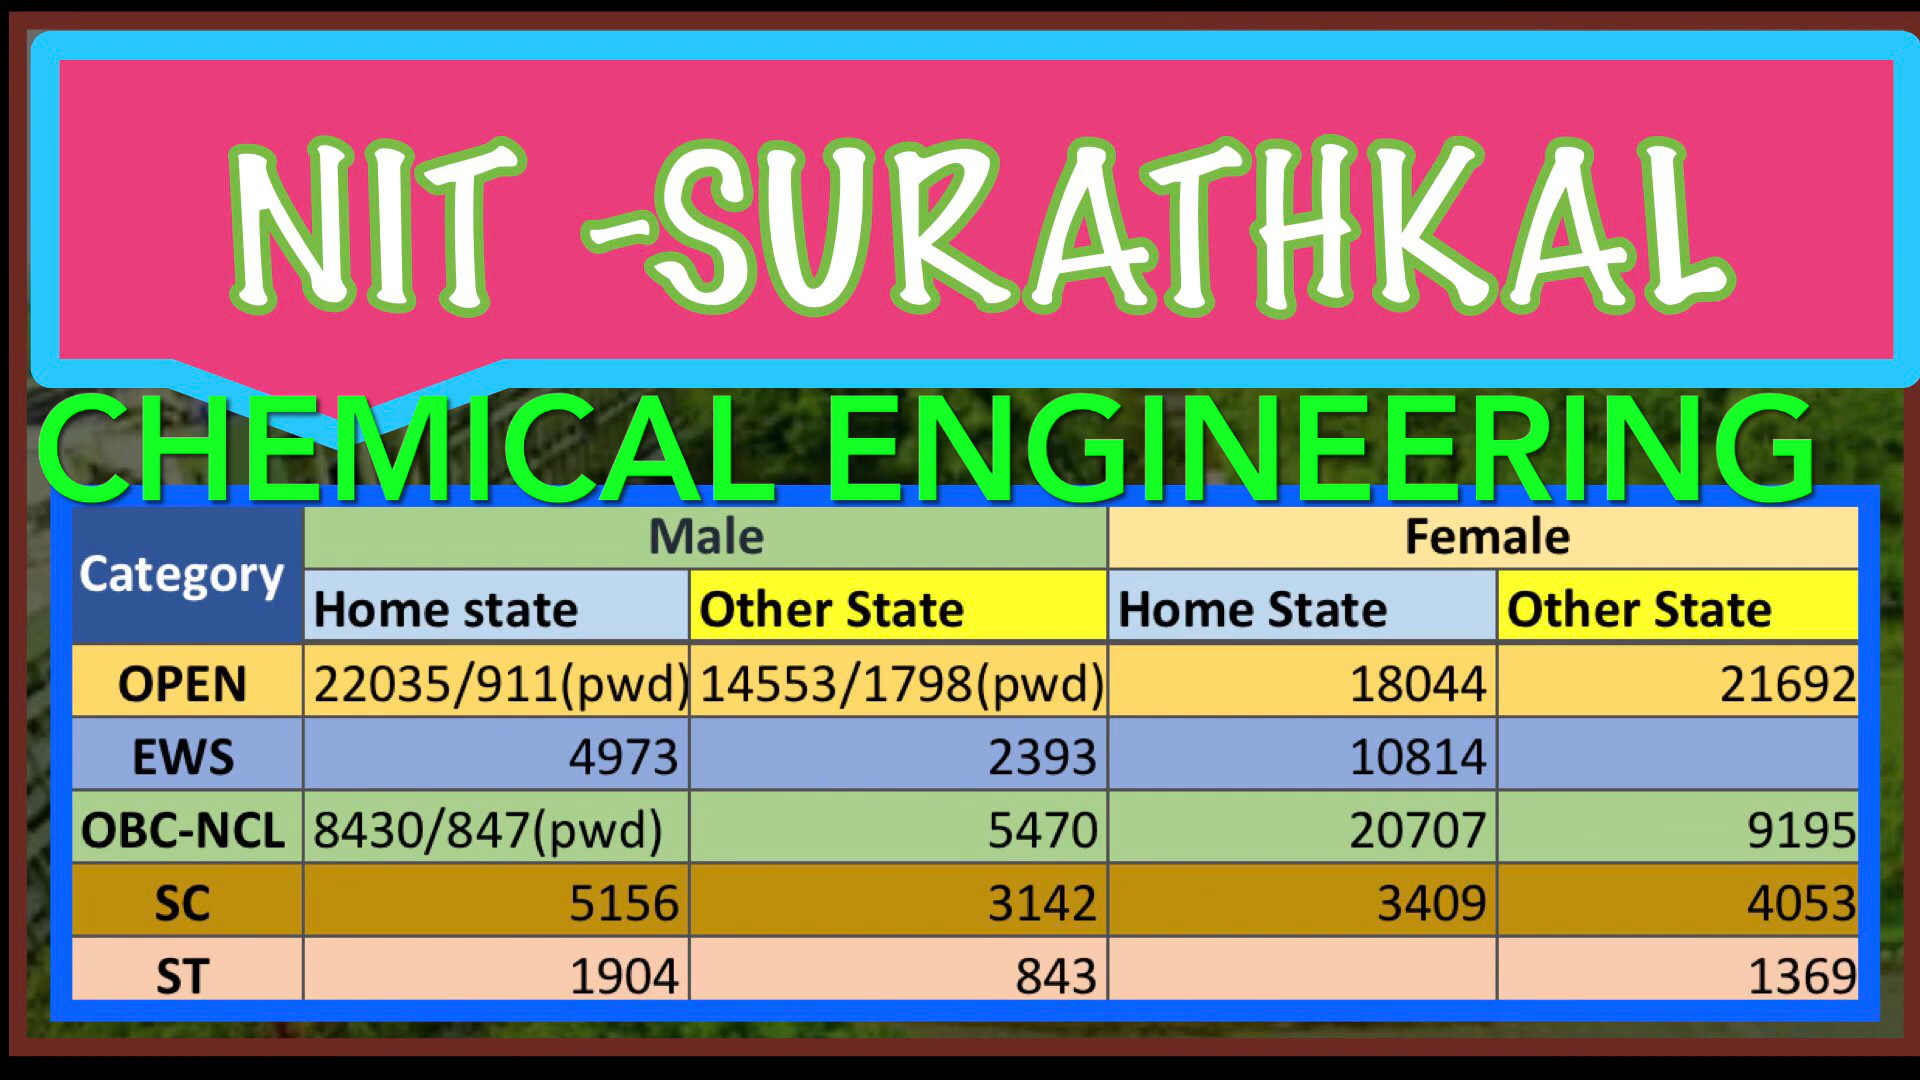 NIT -SURATHKAL
CHEMICAL ENGINEERING
Category Male Female
Home state Other State Home State Other State
OPEN 22035/911(pwd) 14553/1798(pwd) 18044 21692
EWS 4973 2393 10814
OBC-NCL 8430/847(pwd) 5470 20707 9195
SC 5156 3142 3409 4053
ST 1904 843 1369